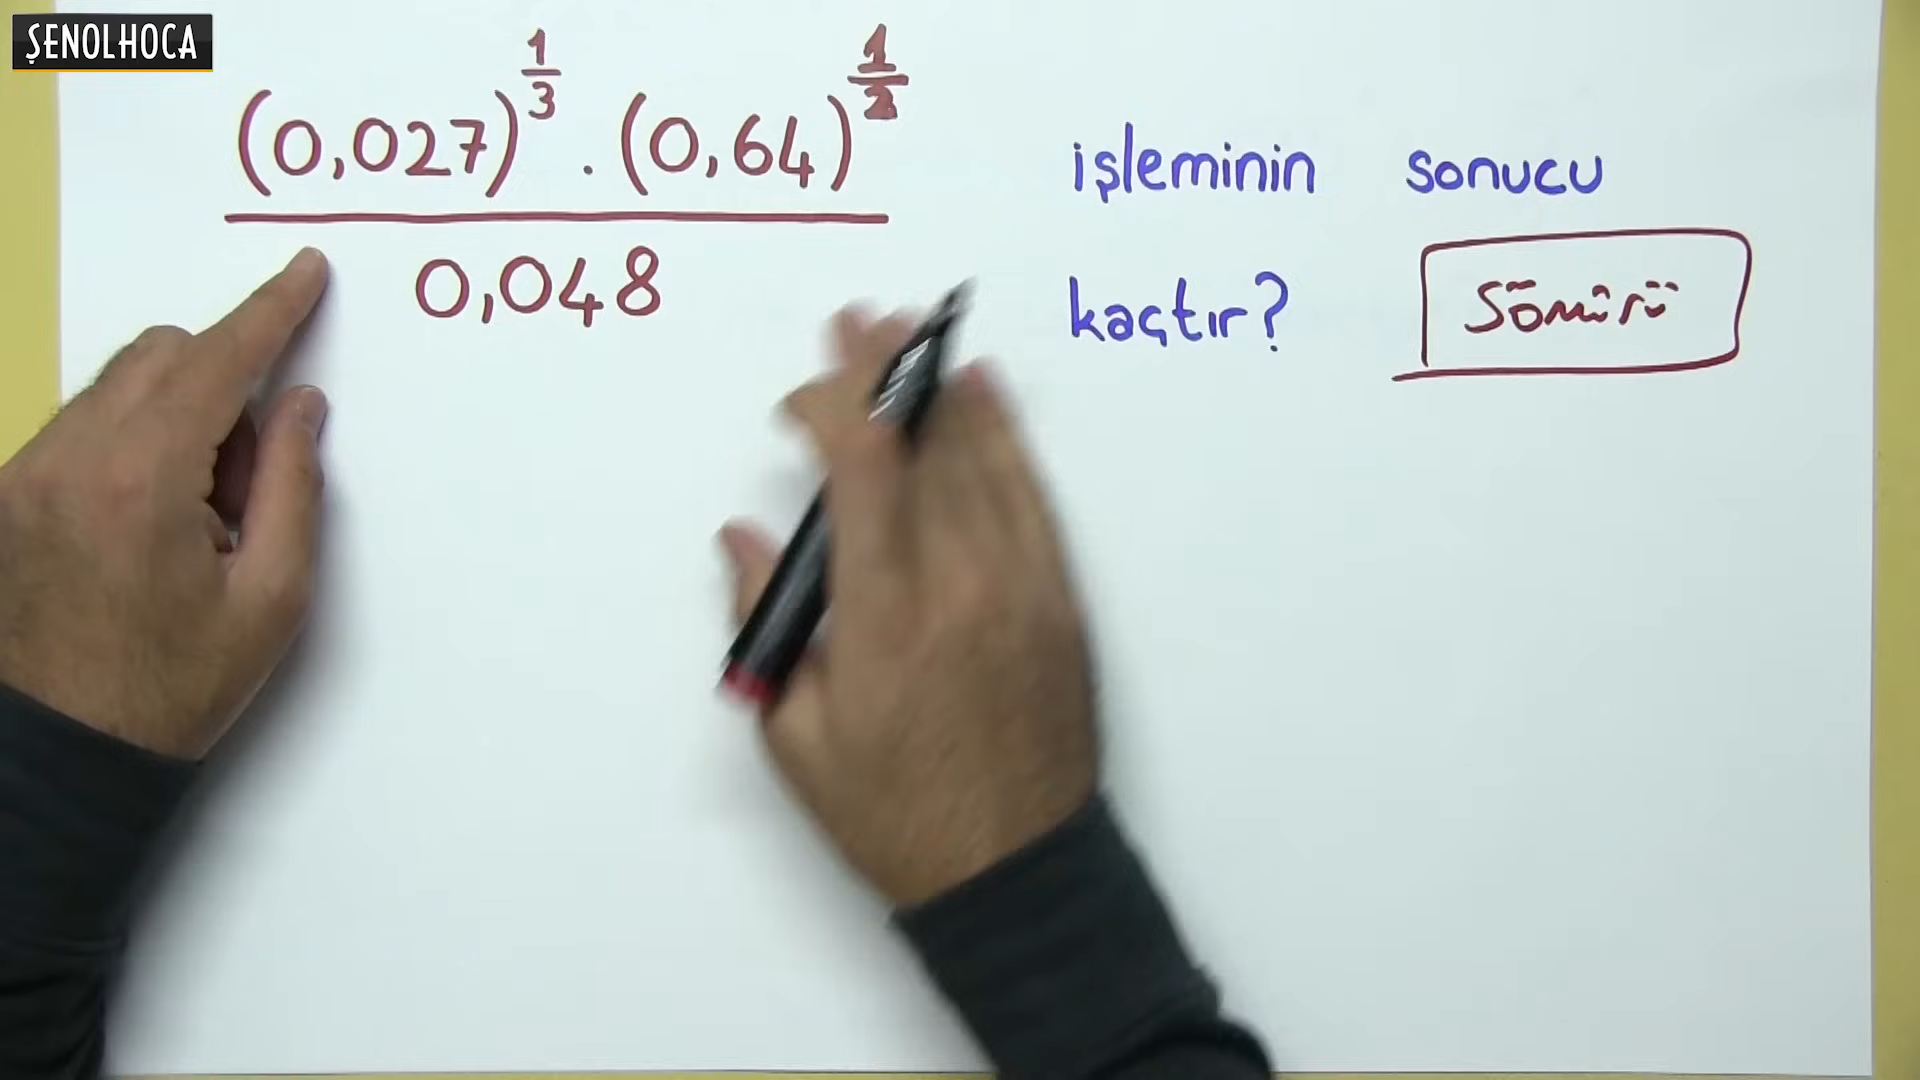 ŞENOLHOCA
(0,027)^{1/3} . (0,64)^{1/2}
0,048
işleminin sonucu
kaçtır?
Sömürü